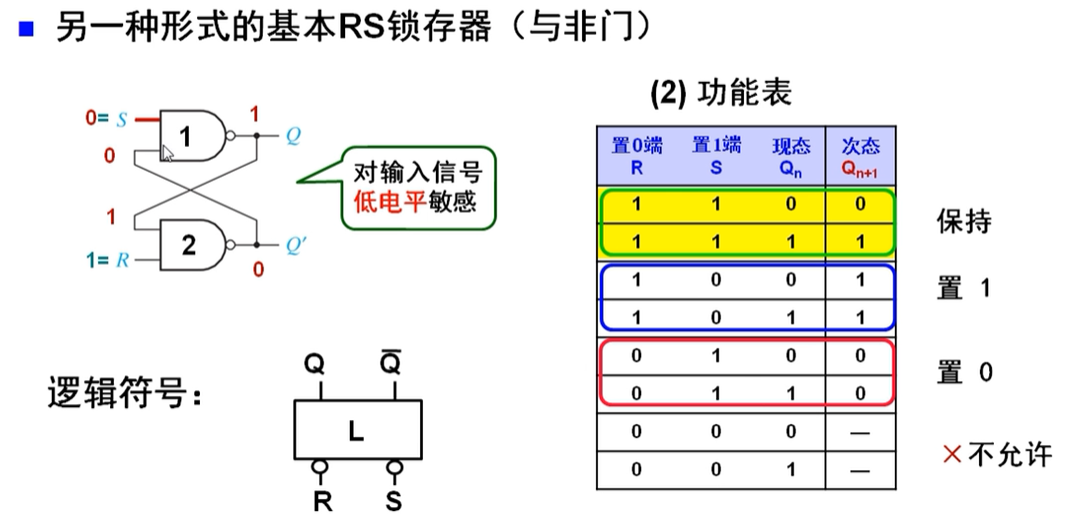 ■ 另一种形式的基本RS锁存器（与非门）
(2) 功能表
0= S
0
1
1= R
1
2
1
Q
Q′
0
对输入信号
低电平敏感
逻辑符号：
Q Q̅
L
R S
置0端 置1端 现态 次态
R S Qn Qn+1
1 1 0 0
1 1 1 1
保持
1 0 0 1
1 0 1 1
置 1
0 1 0 0
0 1 1 0
置 0
0 0 0 —
0 0 1 —
×不允许